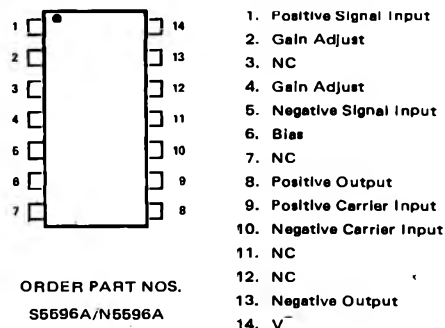 1
2
3
4
5
6
7
14
13
12
11
10
9
8
ORDER PART NOS.
S5596A/N5596A
1. Positive Signal Input
2. Gain Adjust
3. NC
4. Gain Adjust
5. Negative Signal Input
6. Bias
7. NC
8. Positive Output
9. Positive Carrier Input
10. Negative Carrier Input
11. NC
12. NC
13. Negative Output
14. V⁻